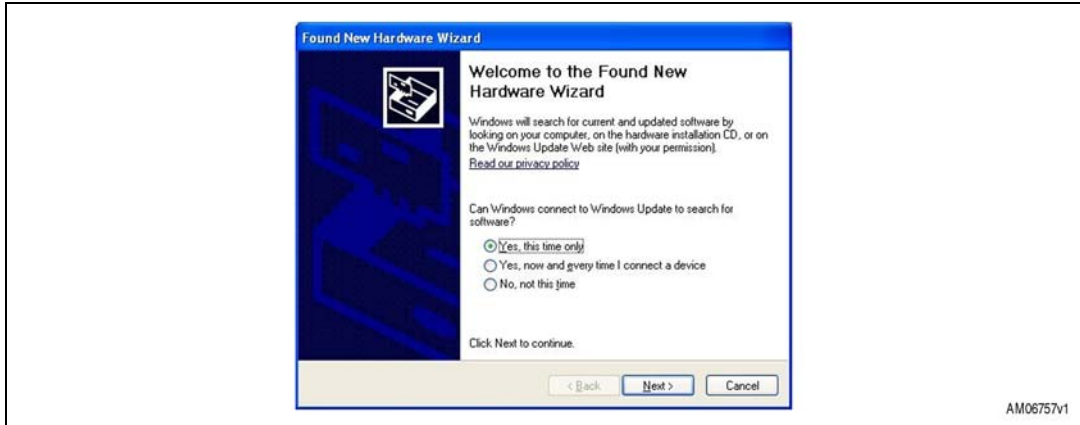 Found New Hardware Wizard
Welcome to the Found New
Hardware Wizard
Windows will search for current and updated software by
looking on your computer, on the hardware installation CD, or on
the Windows Update Web site (with your permission).
Read our privacy policy
Can Windows connect to Windows Update to search for
software?
Yes, this time only
Yes, now and every time I connect a device
No, not this time
Click Next to continue.
< Back
Next >
Cancel
AM06757v1